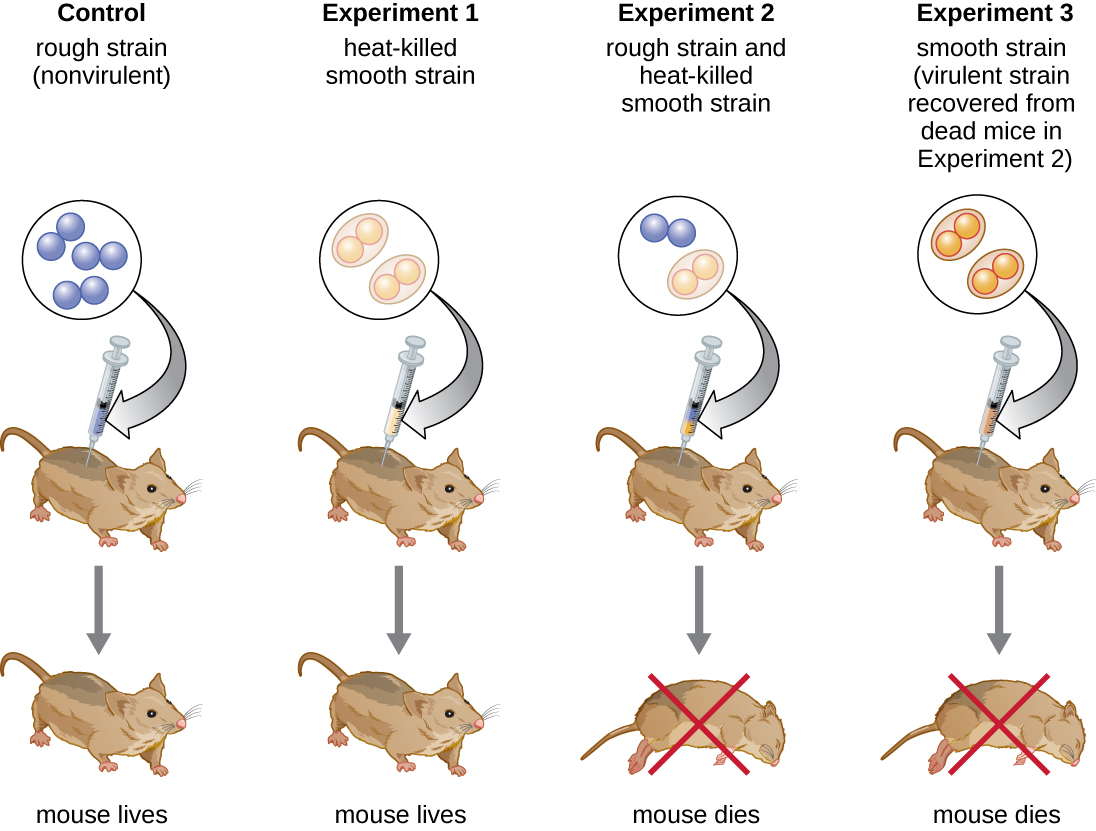 Control
rough strain
(nonvirulent)
Experiment 1
heat-killed
smooth strain
Experiment 2
rough strain and
heat-killed
smooth strain
Experiment 3
smooth strain
(virulent strain
recovered from
dead mice in
Experiment 2)
mouse lives
mouse lives
mouse dies
mouse dies